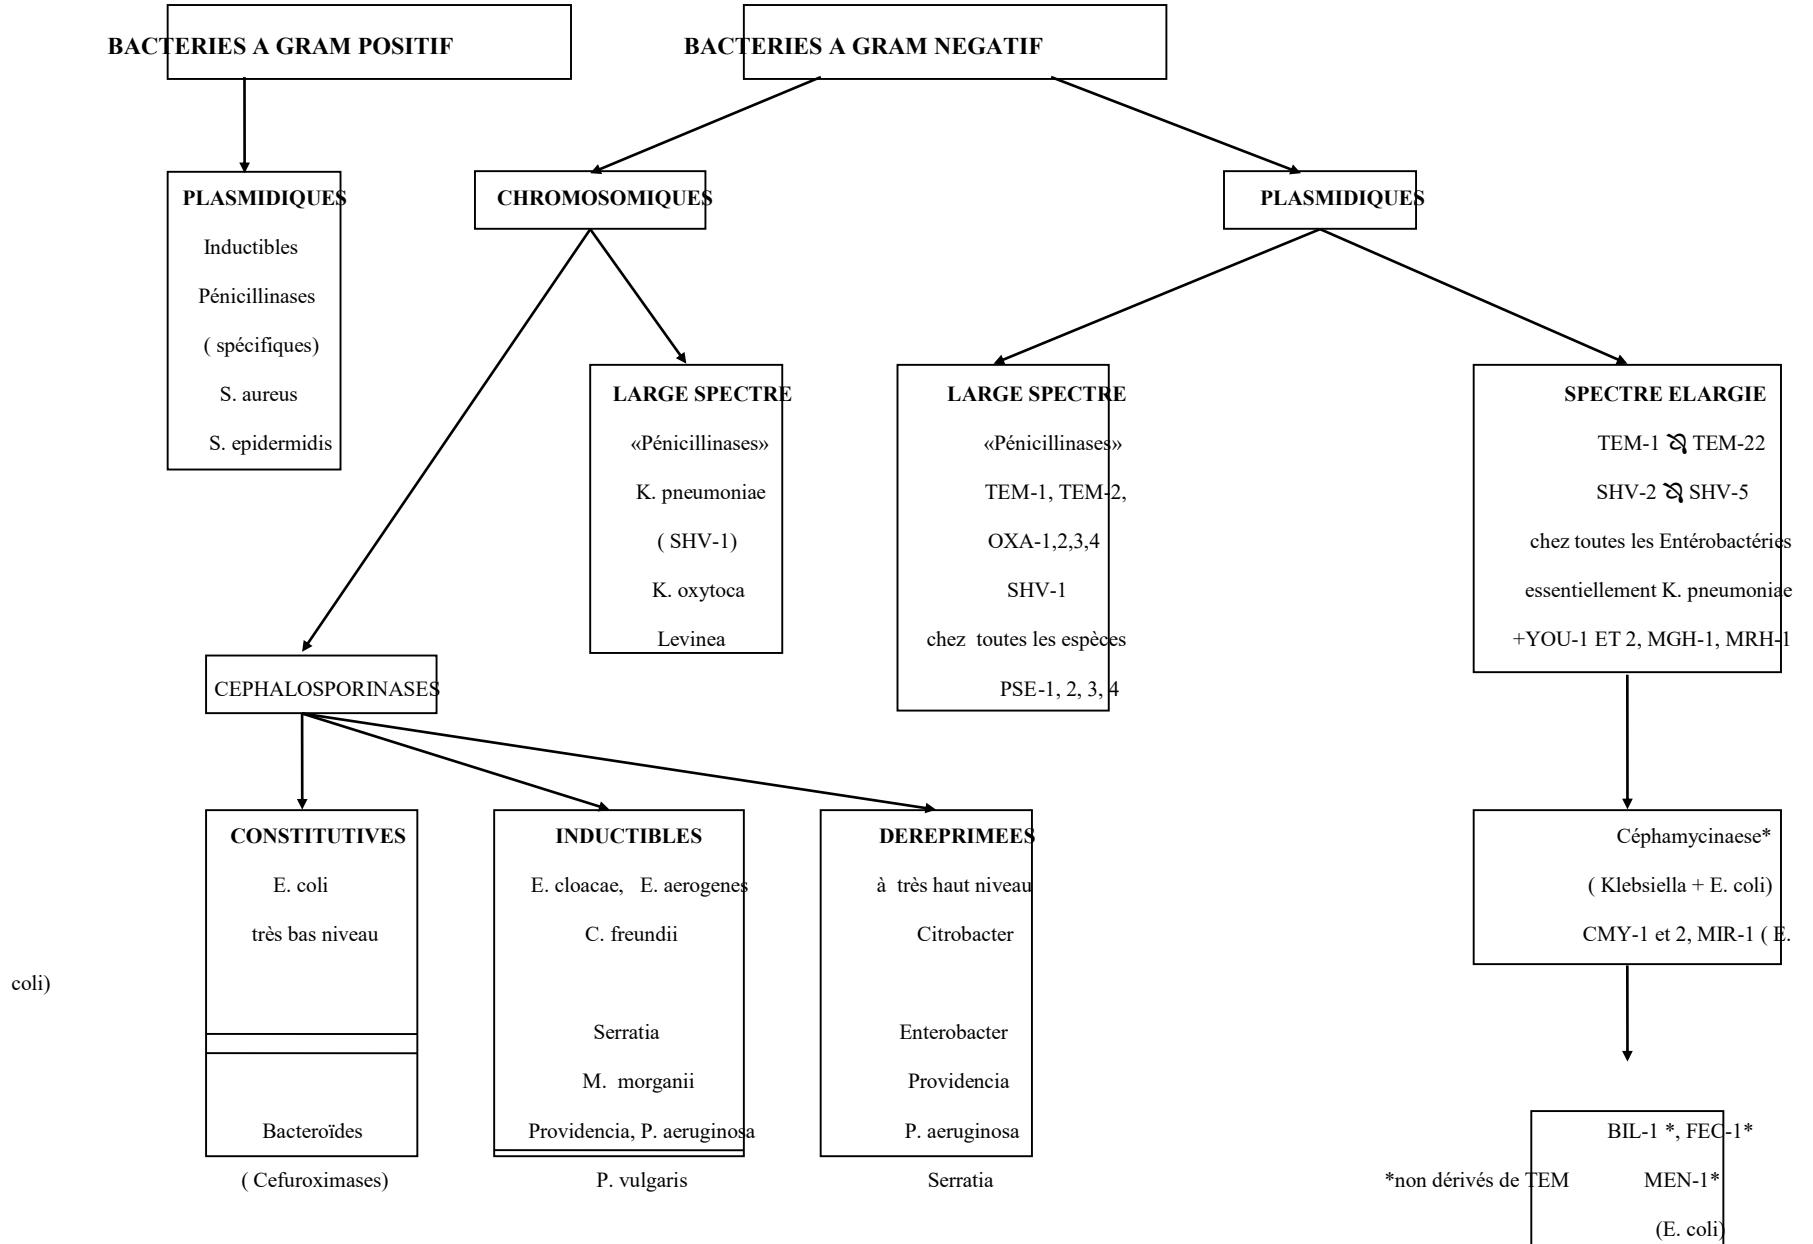 BACTERIES A GRAM POSITIF
BACTERIES A GRAM NEGATIF
PLASMIDIQUES
Inductibles
Pénicillinases
( spécifiques)
S. aureus
S. epidermidis
CHROMOSOMIQUES
PLASMIDIQUES
LARGE SPECTRE
«Pénicillinases»
K. pneumoniae
( SHV-1)
K. oxytoca
Levinea
LARGE SPECTRE
«Pénicillinases»
TEM-1, TEM-2,
OXA-1,2,3,4
SHV-1
chez toutes les espèces
PSE-1, 2, 3, 4
SPECTRE ELARGIE
TEM-1 TEM-22
SHV-2 SHV-5
chez toutes les Entérobactéries
essentiellement K. pneumoniae
+YOU-1 ET 2, MGH-1, MRH-1
CEPHALOSPORINASES
CONSTITUTIVES
E. coli
très bas niveau
Bacteroïdes
( Cefuroximases)
INDUCTIBLES
E. cloacae, E. aerogenes
C. freundii
Serratia
M. morganii
Providencia, P. aeruginosa
P. vulgaris
DEREPRIMEES
à très haut niveau
Citrobacter
Enterobacter
Providencia
P. aeruginosa
Serratia
Céphamycinaese*
( Klebsiella + E. coli)
CMY-1 et 2, MIR-1 ( E.
coli)
BIL-1 *, FEC-1*
*non dérivés de TEM MEN-1*
(E. coli)